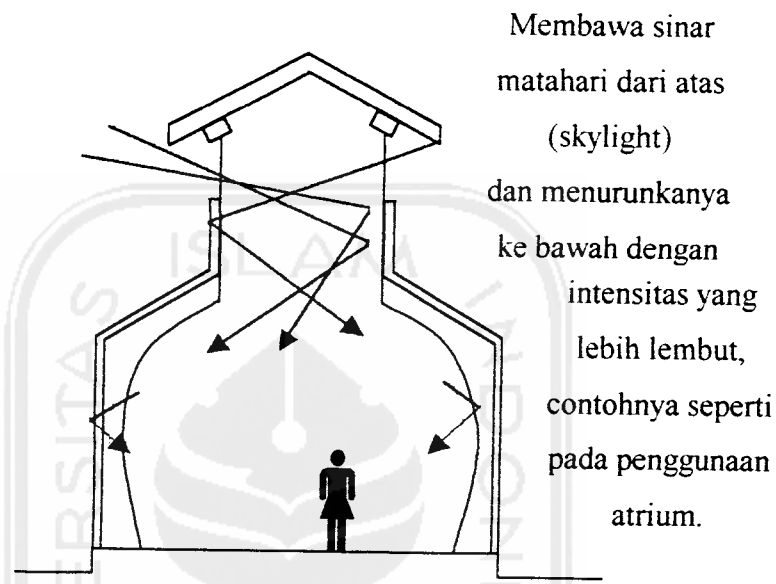 Membawa sinar
matahari dari atas
(skylight)
dan menurunkanya
ke bawah dengan
intensitas yang
lebih lembut,
contohnya seperti
pada penggunaan
atrium.
ISLAM